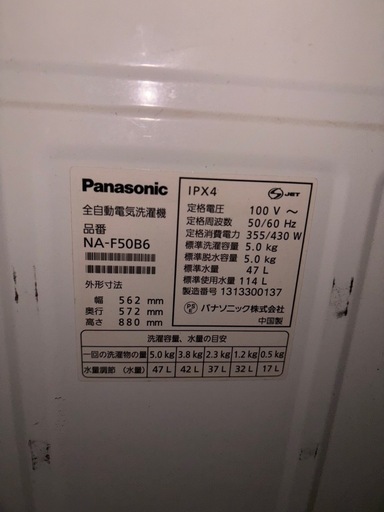 Panasonic
全自動電気洗濯機
品番
NA-F50B6
外形寸法
幅 562 mm
奥行 572 mm
高さ 880 mm
IPX4
JET
定格電圧 100 V ～
定格周波数 50/60 Hz
定格消費電力 355/430 W
標準洗濯容量 5.0 kg
標準脱水容量 5.0 kg
標準水量 47 L
標準使用水量 114 L
製造番号 1313300137
PS E パナソニック株式会社
中国製
洗濯容量、水量の目安
一回の洗濯物の量 5.0 kg 3.8 kg 2.3 kg 1.2 kg 0.5 kg
水量調節 (水量) 47 L 42 L 37 L 32 L 17 L